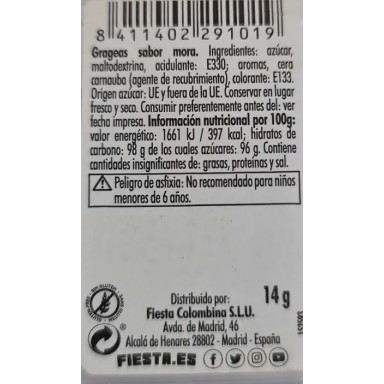 8 411402 291019
Grageas sabor mora. Ingredientes: azúcar,
maltodextrina, acidulante: E330; aromas, cera
carnauba (agente de recubrimiento), colorante: E133.
Origen azúcar: UE y fuera de la UE. Conservar en lugar
fresco y seco. Consumir preferentemente antes del: ver
fecha impresa. Información nutricional por 100g:
valor energético: 1661 kJ / 397 kcal; hidratos de
carbono: 98 g de los cuales azúcares: 96 g. Contiene
cantidades insignificantes de: grasas, proteínas y sal.
Peligro de asfixia: No recomendado para niños
menores de 6 años.
Distribuido por:
Fiesta Colombina S.L.U.
Avda. de Madrid, 46
Alcalá de Henares 28802 - Madrid - España
FIESTA.ES
14 g